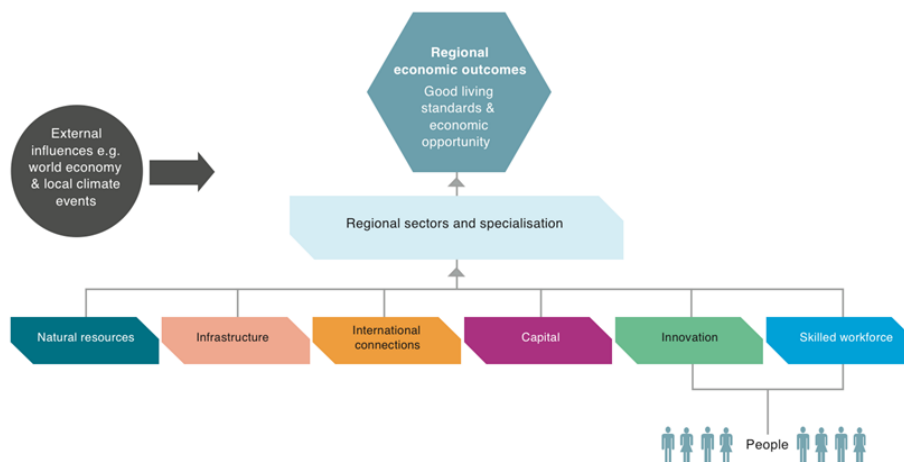 Regional
economic outcomes
Good living
standards &
economic
opportunity
External
influences e.g.
world economy
& local climate
events
Regional sectors and specialisation
Natural resources
Infrastructure
International
connections
Capital
Innovation
Skilled workforce
People